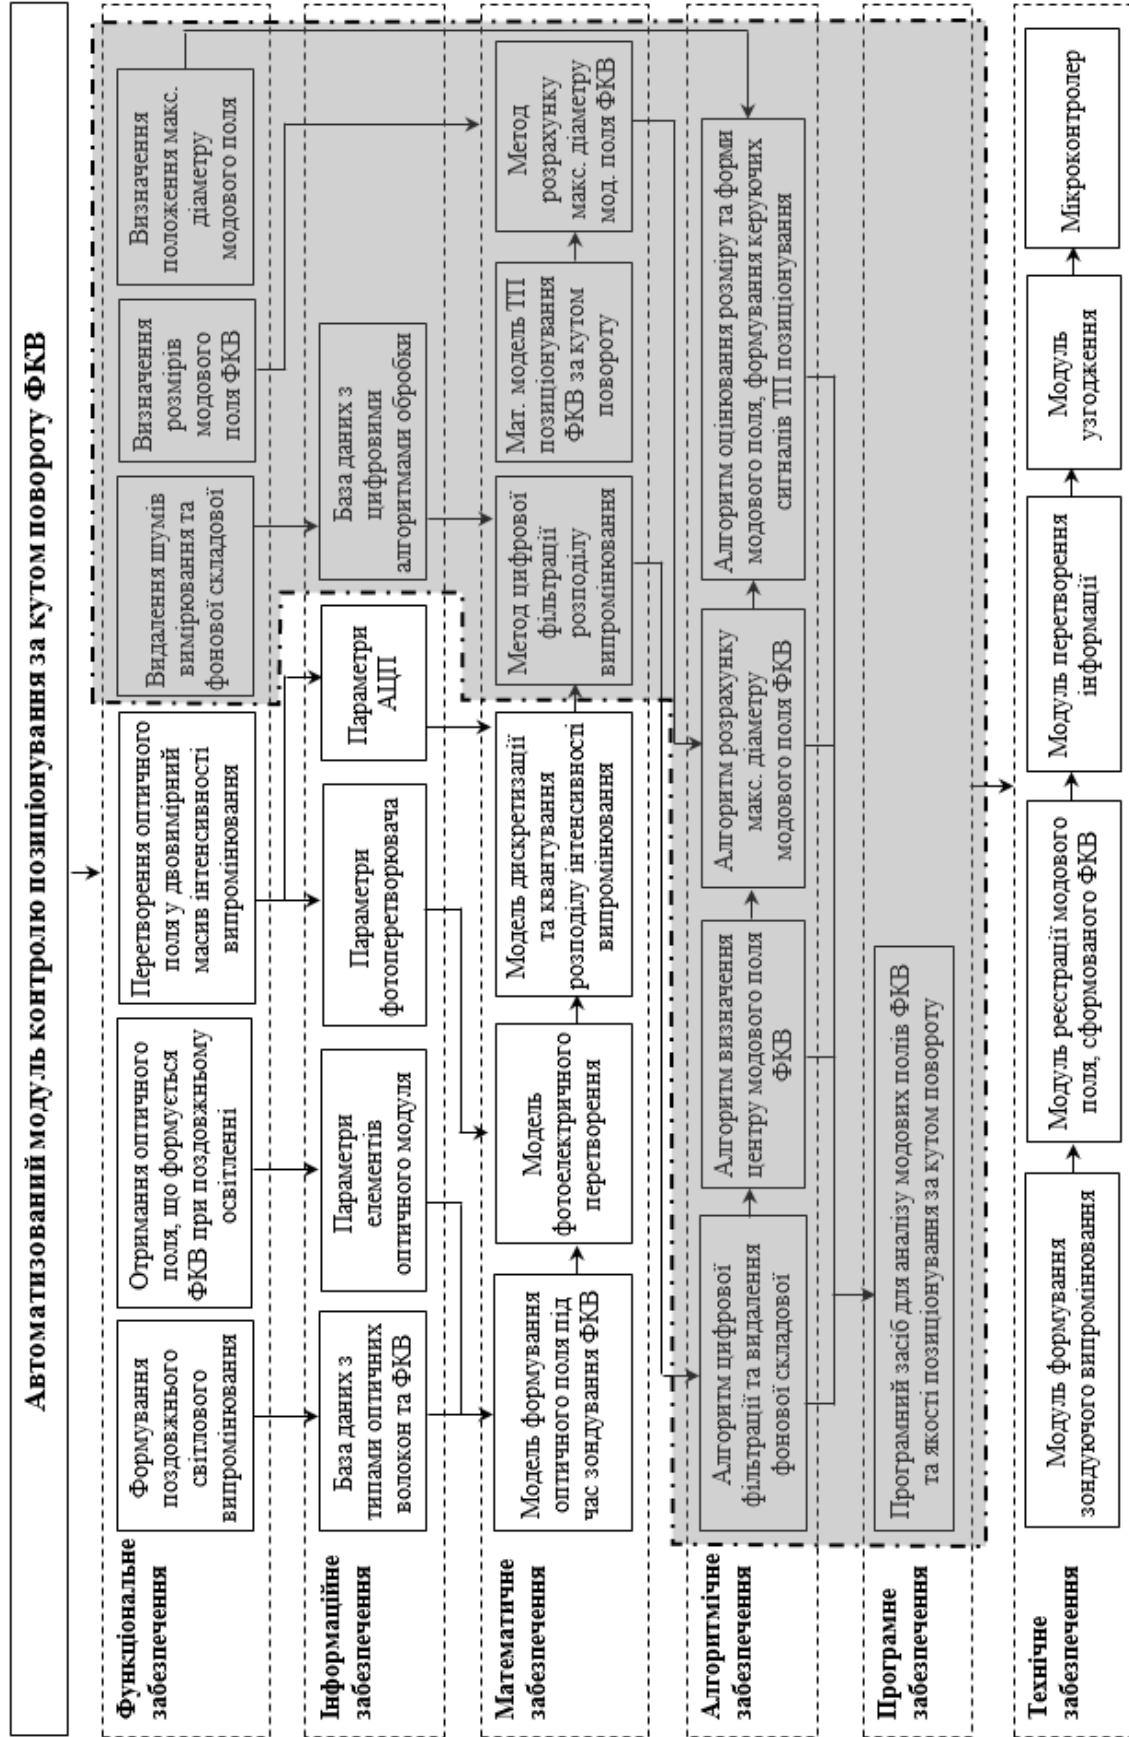 Автоматизований модуль контролю позиціонування за кутом повороту ФКВ
Функціональне
забезпечення
Формування
поздовжнього
світлового
випромінювання
Отримання оптичного
поля, що формується
ФКВ при поздовжньому
освітленні
Перетворення оптичного
поля у двовимірний
масив інтенсивності
випромінювання
Видалення шумів
вимірювання та
фонової складової
Визначення
розмірів
модового
поля ФКВ
Визначення
положення макс.
діаметру
модового поля
Інформаційне
забезпечення
База даних з
типами оптичних
волокон та ФКВ
Параметри
елементів
оптичного модуля
Параметри
фотоперетворювача
Параметри
АЦП
База даних з
цифровими
алгоритмами обробки
Математичне
забезпечення
Модель формування
оптичного поля під
час зондування ФКВ
Модель
фотоелектричного
перетворення
Модель дискретизації
та квантування
розподілу інтенсивності
випромінювання
Метод цифрової
фільтрації
розподілу
випромінювання
Мат. модель ТП
позиціонування
ФКВ за кутом
повороту
Метод
розрахунку
макс. діаметру
мод. поля ФКВ
Алгоритмічне
забезпечення
Алгоритм цифрової
фільтрації та видалення
фонової складової
Алгоритм визначення
центру модового поля
ФКВ
Алгоритм розрахунку
макс. діаметру
модового поля ФКВ
Алгоритм оцінювання розміру та форми
модового поля, формування керуючих
сигналів ТП позиціонування
Програмне
забезпечення
Програмний засіб для аналізу модових полів ФКВ
та якості позиціонування за кутом повороту
Технічне
забезпечення
Модуль формування
зондуючого випромінювання
Модуль реєстрації модового
поля, сформованого ФКВ
Модуль перетворення
інформації
Модуль
узгодження
Мікроконтролер